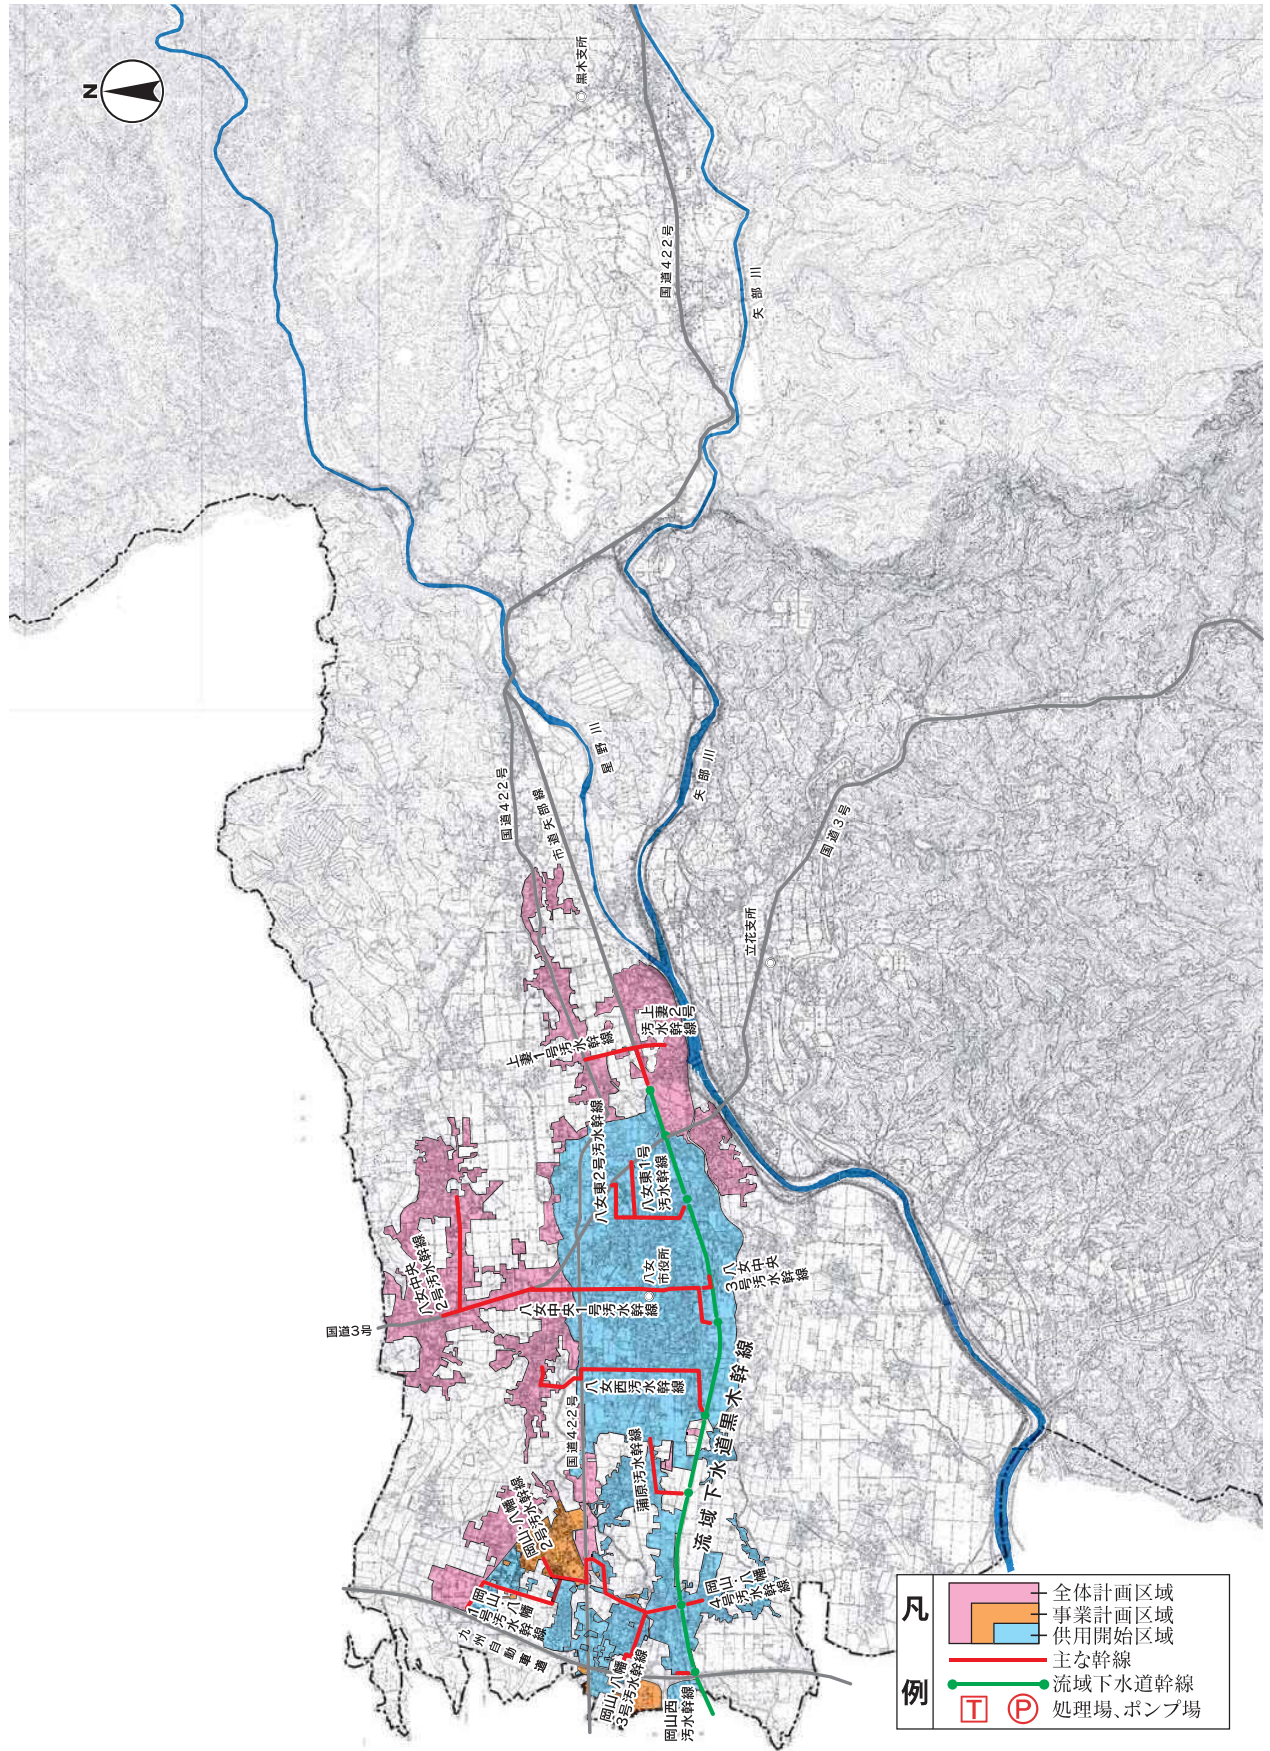 N
黒木支所
国道422号
矢部川
星野川
矢部川
国道422号
市道矢部線
国道3号
立花支所
上妻1号汚水幹線
上妻2号
汚水幹線
八女東2号汚水幹線
八女東1号
汚水幹線
八女中央
2号汚水幹線
八女
市役所
八女中央
3号汚水幹線
八女中央1号汚水幹線
国道3号
八女西汚水幹線
国道422号
流域下水道黒木幹線
蒲原汚水幹線
岡山・八幡
2号汚水幹線
岡山・八幡
1号汚水幹線
岡山・八幡
4号汚水幹線
九州自動車道
岡山・八幡
3号汚水幹線
岡山西
汚水幹線
凡例
全体計画区域
事業計画区域
供用開始区域
主な幹線
流域下水道幹線
T P 処理場、ポンプ場